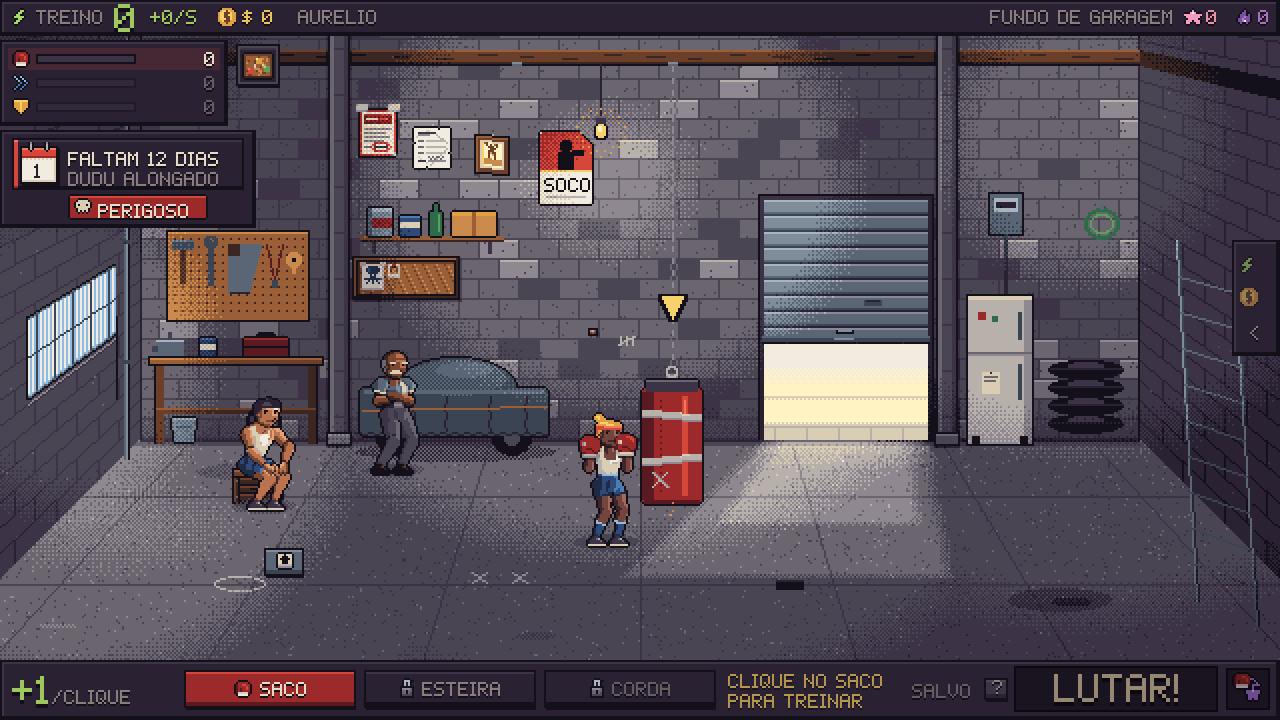 TREINO 0 +0/S $ 0 AURELIO
FUNDO DE GARAGEM 0 0
0
0
0
1
FALTAM 12 DIAS
DUDU ALONGADO
PERIGOSO
SOCO
+1/CLIQUE
SACO
ESTEIRA
CORDA
CLIQUE NO SACO
PARA TREINAR
SALVO
?
LUTAR!